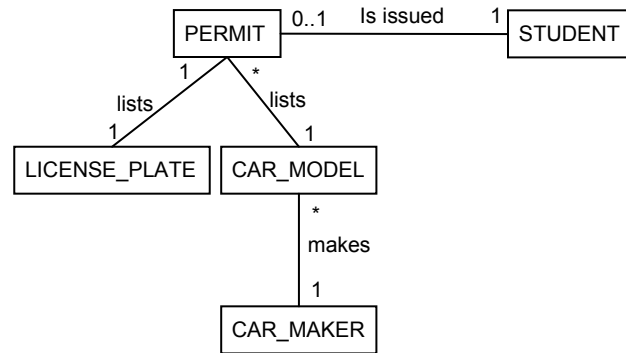 PERMIT
0..1
Is issued
1
STUDENT
1
*
lists
lists
1
1
LICENSE_PLATE
CAR_MODEL
*
makes
1
CAR_MAKER